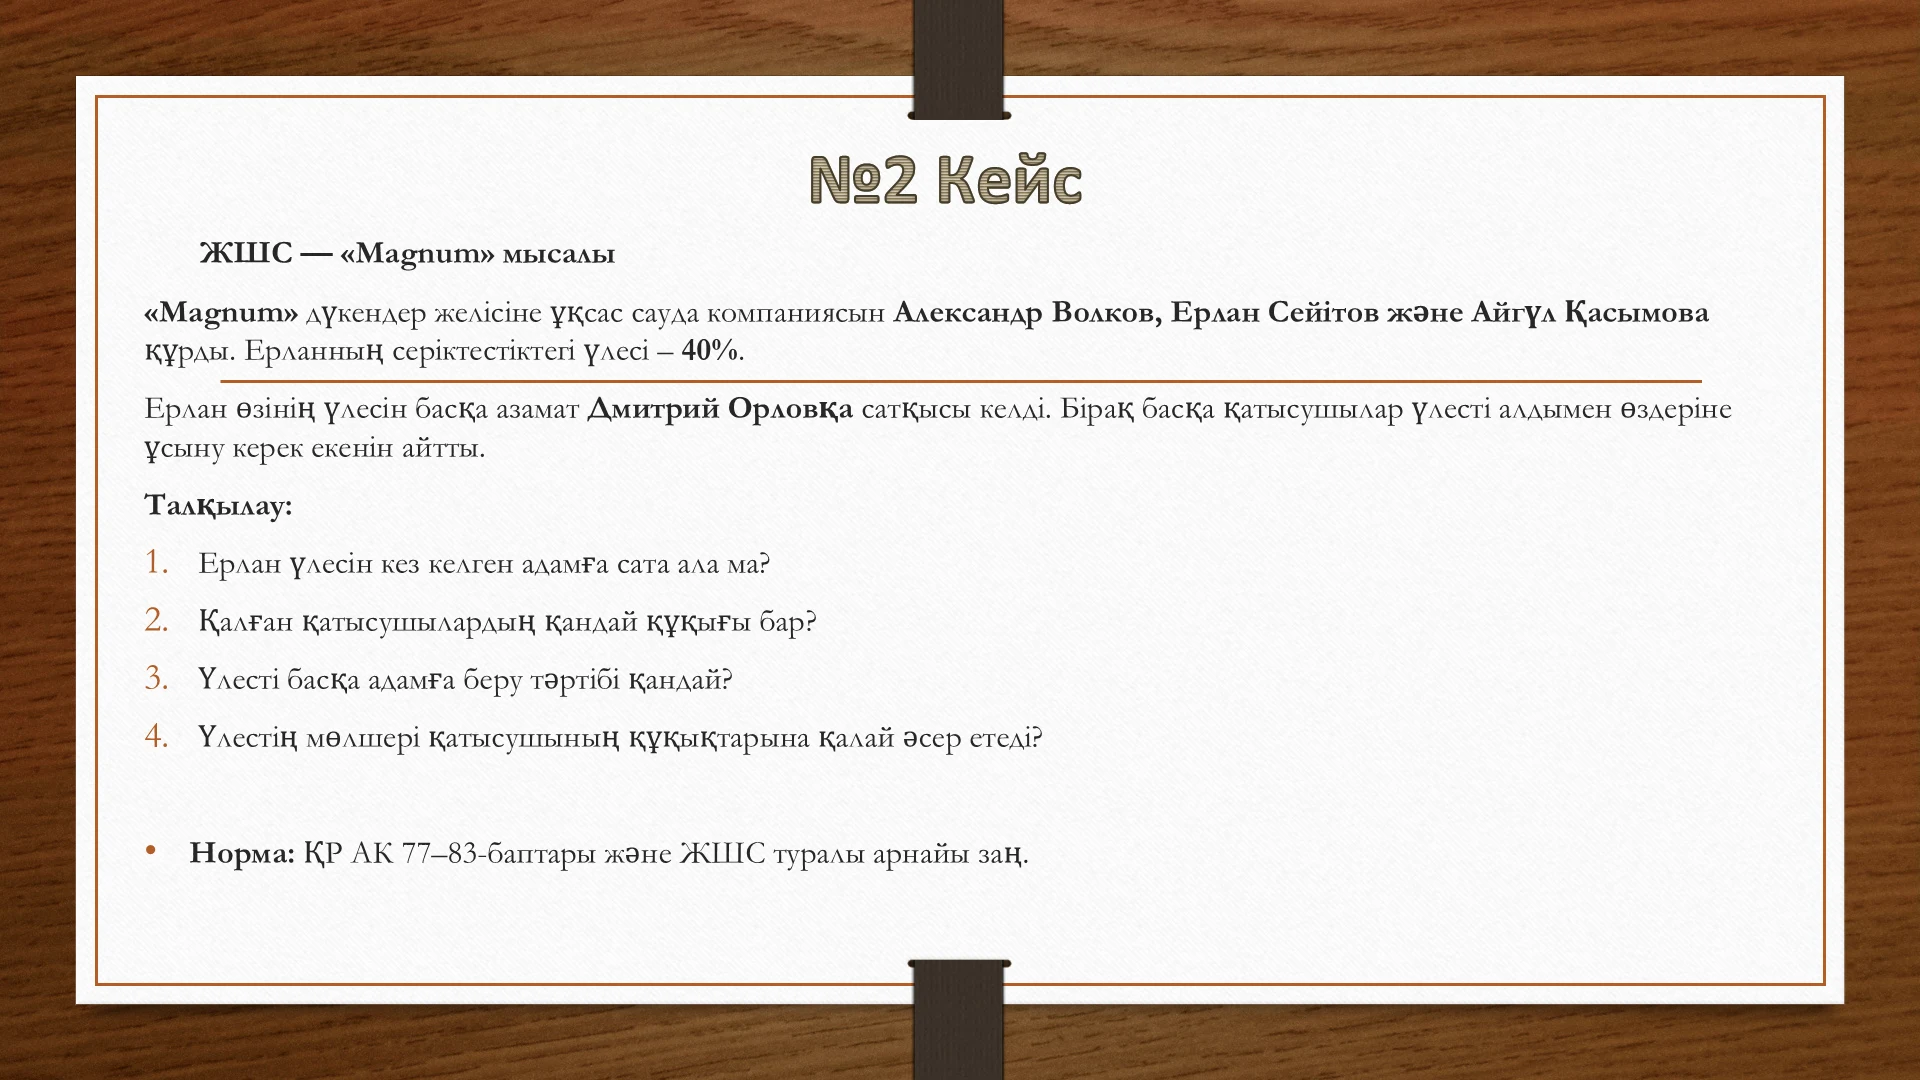 №2 Кейс
ЖШС — «Magnum» мысалы
«Magnum» дүкендер желісіне ұқсас сауда компаниясын Александр Волков, Ерлан Сейітов және Айгүл Қасымова
құрды. Ерланның серіктестіктегі үлесі – 40%.
Ерлан өзінің үлесін басқа азамат Дмитрий Орловқа сатқысы келді. Бірақ басқа қатысушылар үлесті алдымен өздеріне
ұсыну керек екенін айтты.
Талқылау:
1. Ерлан үлесін кез келген адамға сата ала ма?
2. Қалған қатысушылардың қандай құқығы бар?
3. Үлесті басқа адамға беру тәртібі қандай?
4. Үлестің мөлшері қатысушының құқықтарына қалай әсер етеді?
• Норма: ҚР АК 77–83-баптары және ЖШС туралы арнайы заң.